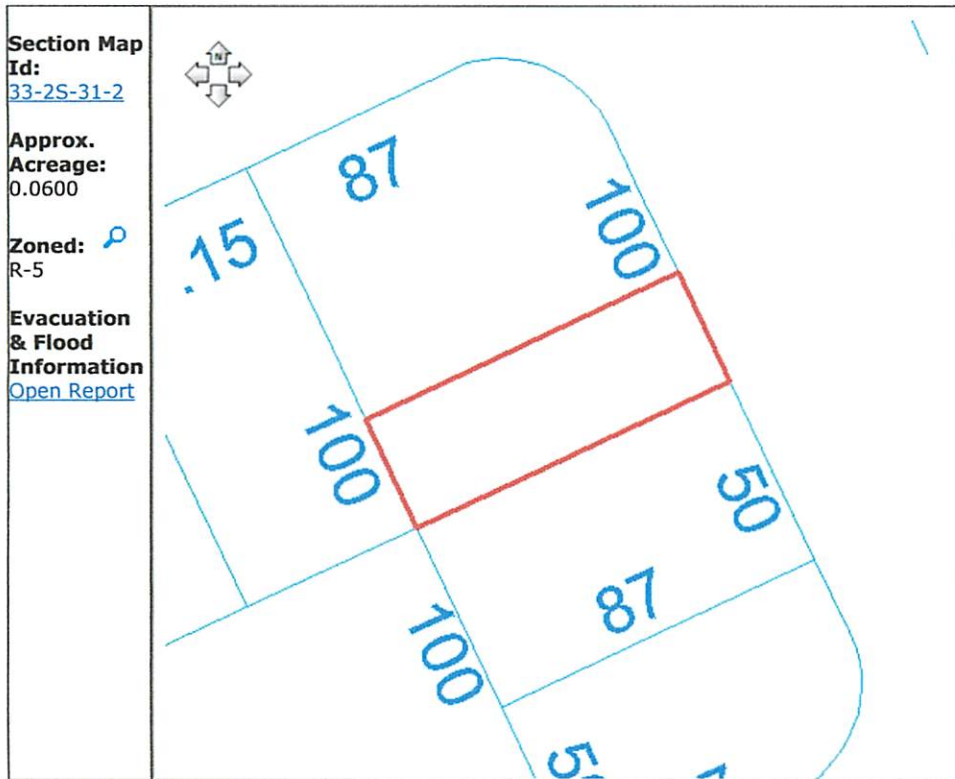 Section Map
Id:
33-2S-31-2
Approx.
Acreage:
0.0600
Zoned:
R-5
Evacuation
& Flood
Information
Open Report
N
87
100
.15
100
50
87
100